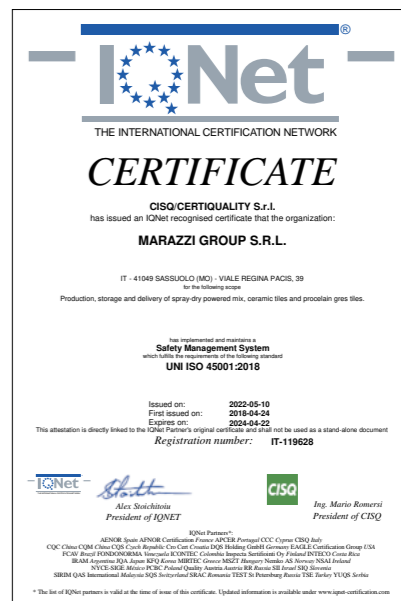 ®
IQNet
THE INTERNATIONAL CERTIFICATION NETWORK
CERTIFICATE
CISQ/CERTIQUALITY S.r.l.
has issued an IQNet recognised certificate that the organization:
MARAZZI GROUP S.R.L.
IT - 41049 SASSUOLO (MO) - VIALE REGINA PACIS, 39
for the following scope
Production, storage and delivery of spray-dry powred mix, ceramic tiles and procelain gres tiles.
has implemented and maintains a
Safety Management System
which fulfills the requirements of the following standard
UNI ISO 45001:2018
Issued on: 2022-05-10
First issued on: 2018-04-24
Expires on: 2024-04-22
This attestation is directly linked to the IQNet Partner's original certificate and shall not be used as a stand-alone document
Registration number: IT-119628
IQNet
CISQ
Alex Stoichitoiu
President of IQNET
Ing. Mario Romersi
President of CISQ
IQNet Partners*:
AENOR Spain AFNOR Certification France APCER Portugal CCC Cyprus CISQ Italy
CQC China CQM China CQS Czech Republic Cro Cert Croatia DQS Holding GmbH Germany EAGLE Certification Group USA
FCAV Brazil FONDONORMA Venezuela ICONTEC Colombia Inspecta Sertifiointi Oy Finland INTECO Costa Rica
IRAM Argentina JQA Japan KFQ Korea MIRTEC Greece MSZT Hungary Nemko AS Norway NSAI Ireland
NYCE-SIGE México PCBC Poland Quality Austria Austria RR Russia SII Israel SIQ Slovenia
SIRIM QAS International Malaysia SQS Switzerland SRAC Romania TEST St Petersburg Russia TSE Turkey YUQS Serbia
* The list of IQNet partners is valid at the time of issue of this certificate. Updated information is available under www.iqnet-certification.com